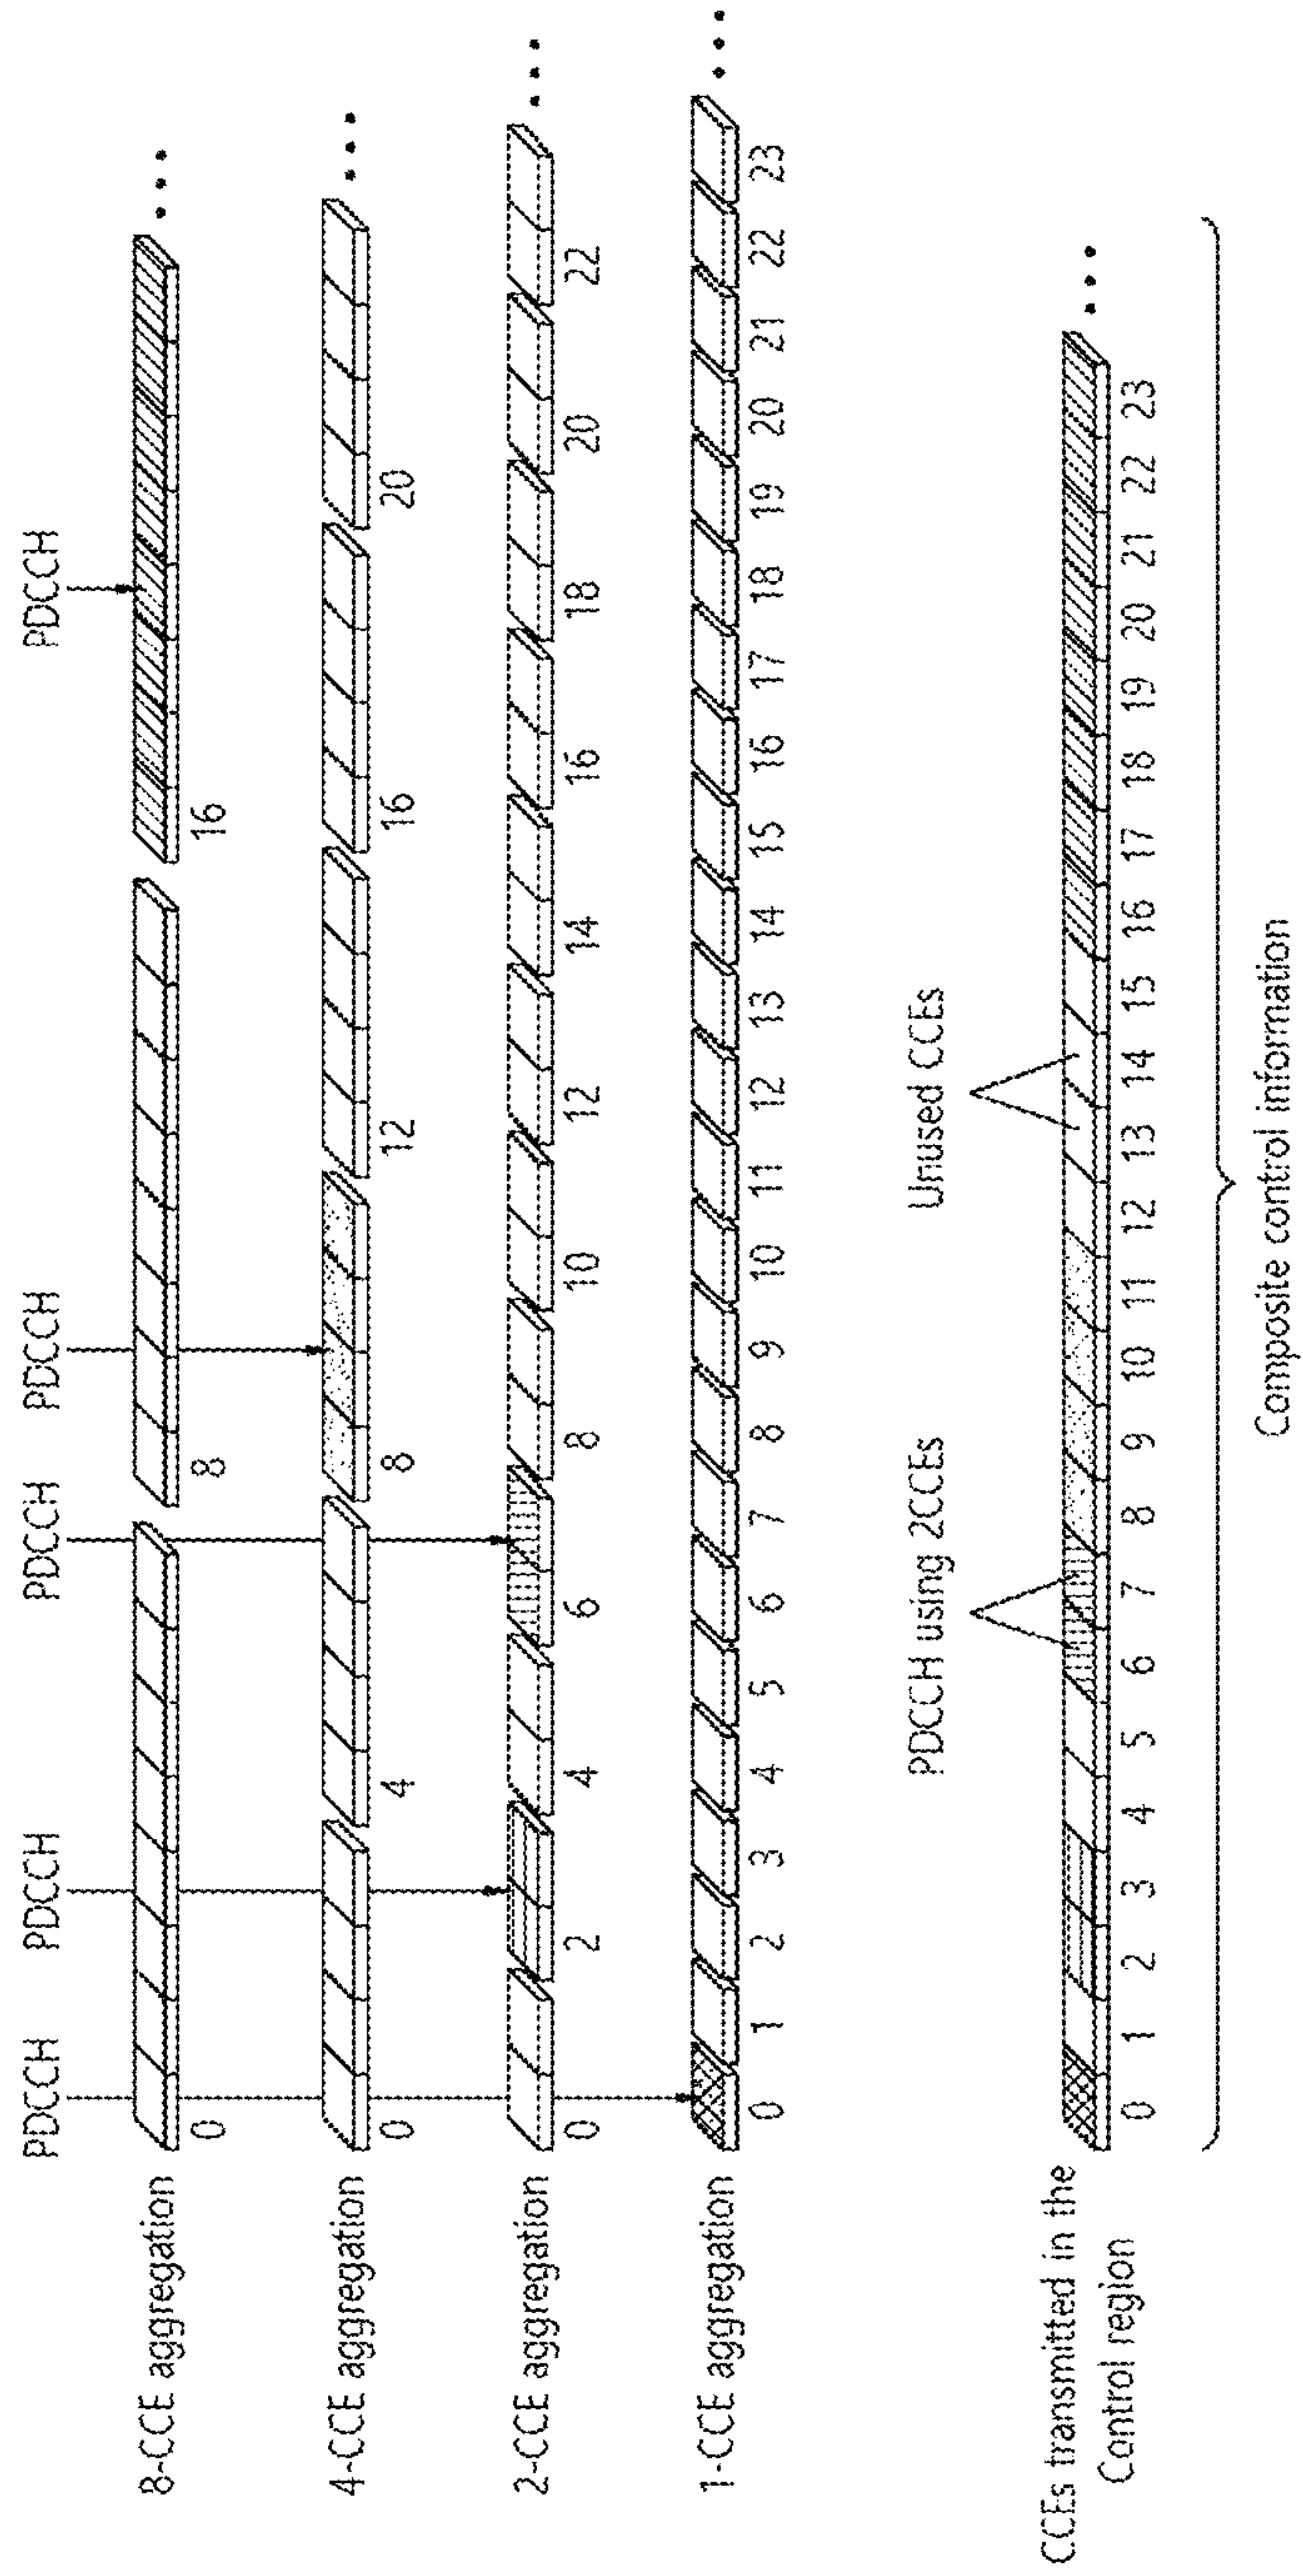 PDCCH PDCCH PDCCH PDCCH PDCCH
8-CCE aggregation
0 8 16
4-CCE aggregation
0 4 8 12 16 20
2-CCE aggregation
0 2 4 6 8 10 12 14 16 18 20 22
1-CCE aggregation
0 1 2 3 4 5 6 7 8 9 10 11 12 13 14 15 16 17 18 19 20 21 22 23
PDCCH using 2CCEs Unused CCEs
CCEs transmitted in the
Control region
0 1 2 3 4 5 6 7 8 9 10 11 12 13 14 15 16 17 18 19 20 21 22 23
Composite control information